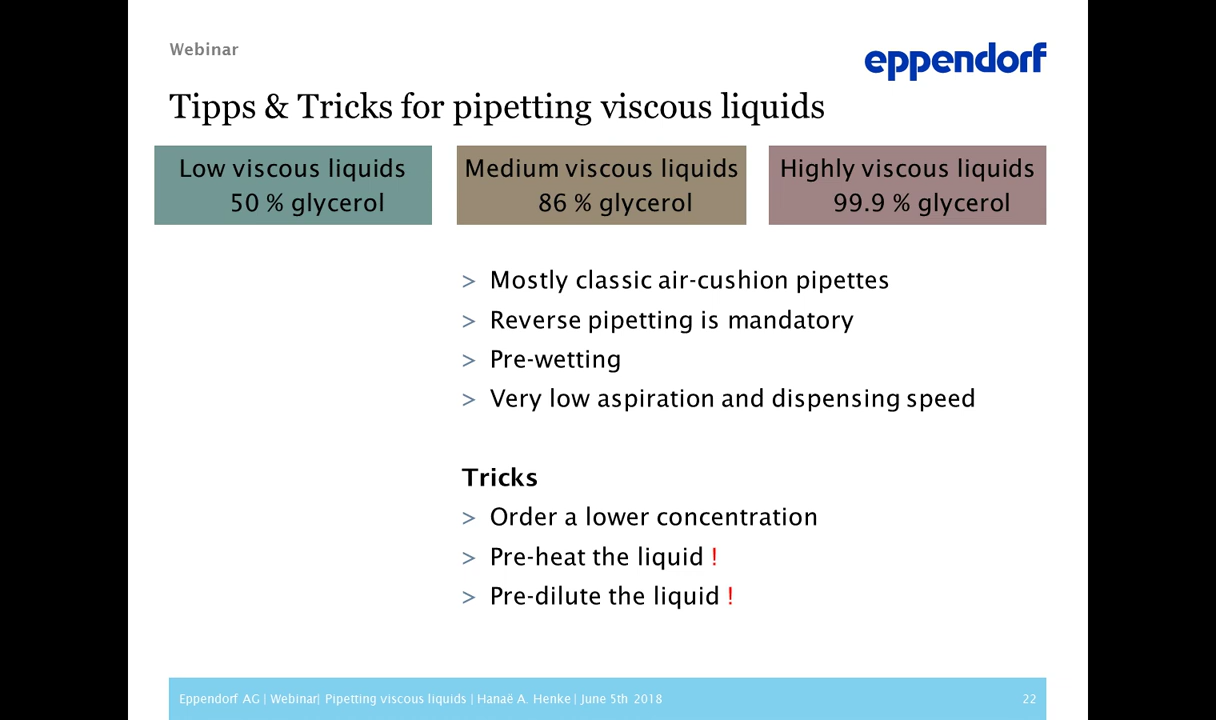 Webinar
eppendorf
Tipps & Tricks for pipetting viscous liquids
Low viscous liquids
50 % glycerol
Medium viscous liquids
86 % glycerol
Highly viscous liquids
99.9 % glycerol
> Mostly classic air-cushion pipettes
> Reverse pipetting is mandatory
> Pre-wetting
> Very low aspiration and dispensing speed
Tricks
> Order a lower concentration
> Pre-heat the liquid !
> Pre-dilute the liquid !
Eppendorf AG | Webinar| Pipetting viscous liquids | Hanaë A. Henke | June 5th 2018
22